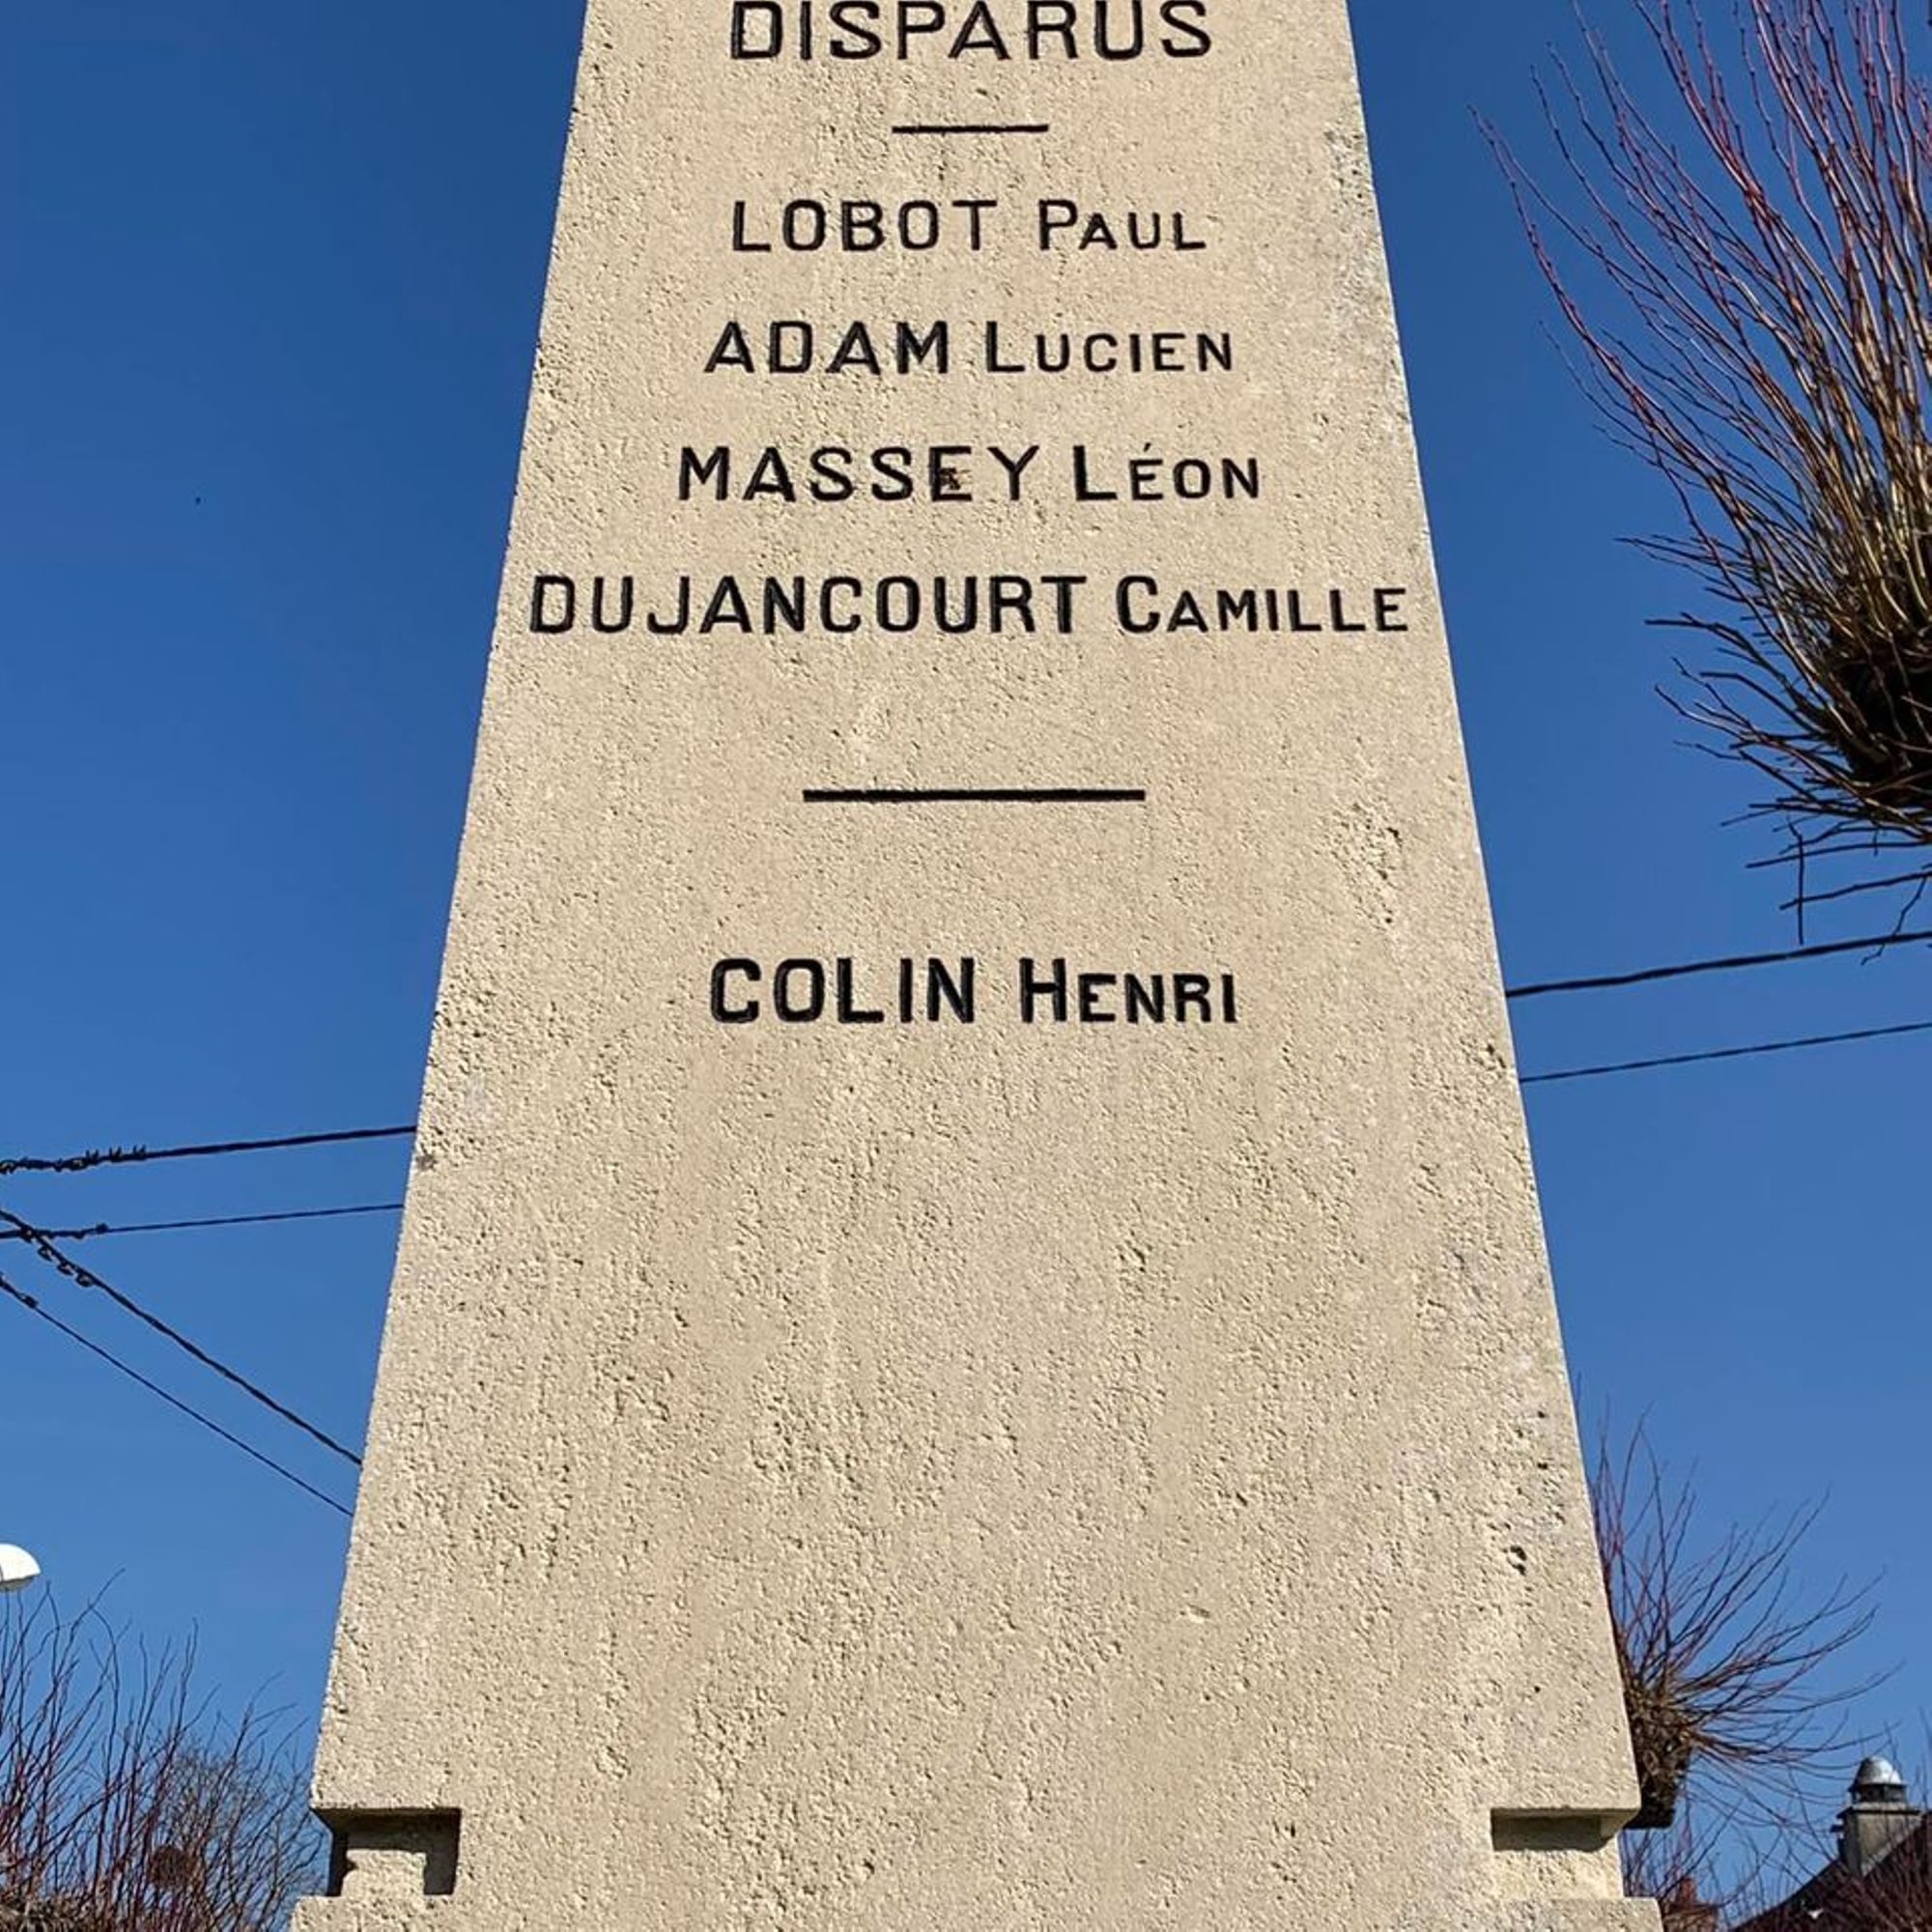 DISPARUS
LOBOT PAUL
ADAM LUCIEN
MASSEY LÉON
DUJANCOURT CAMILLE
COLIN HENRI